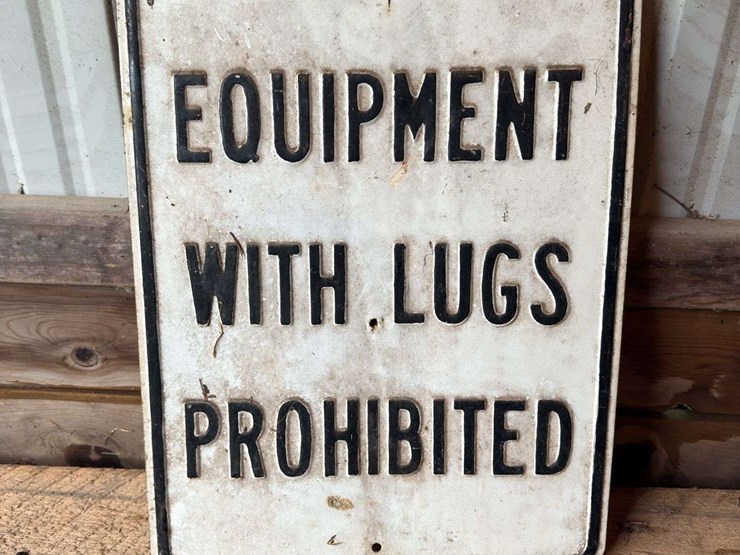 EQUIPMENT
WITH LUGS
PROHIBITED